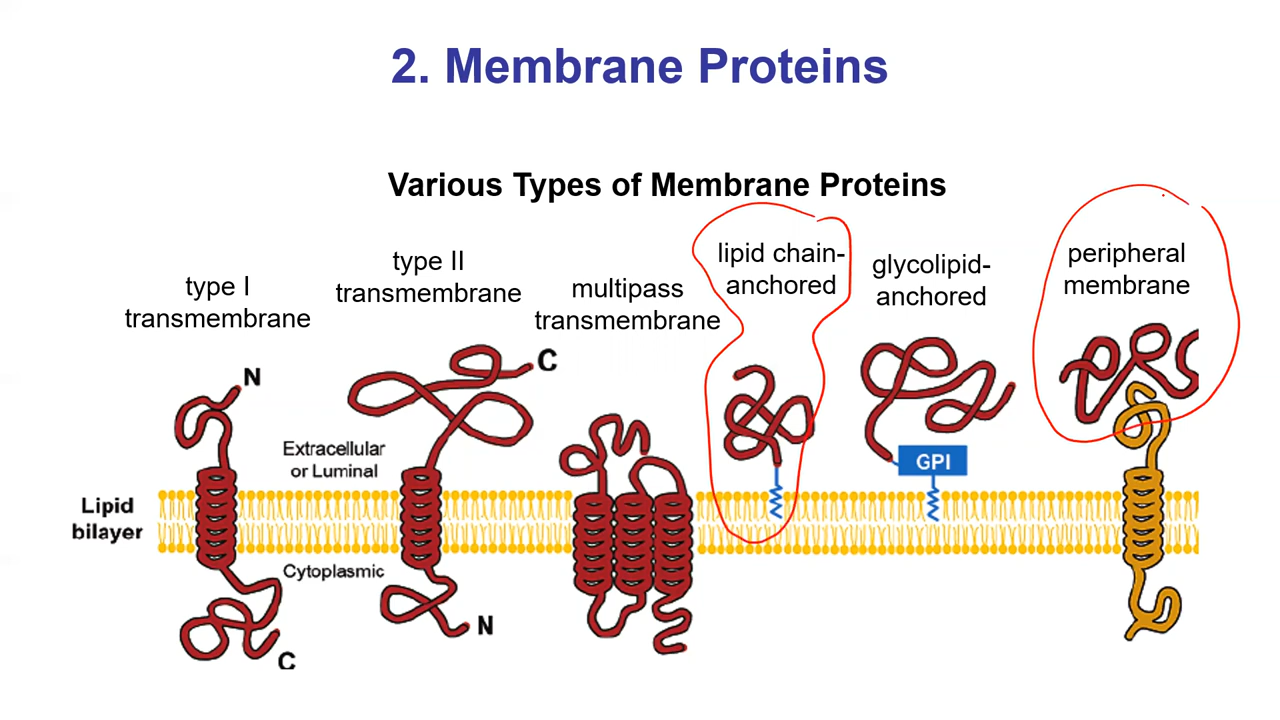 2. Membrane Proteins
Various Types of Membrane Proteins
type I
transmembrane
type II
transmembrane
multipass
transmembrane
lipid chain-
anchored
glycolipid-
anchored
peripheral
membrane
N
C
Extracellular
or Luminal
GPI
Lipid
bilayer
Cytoplasmic
N
C